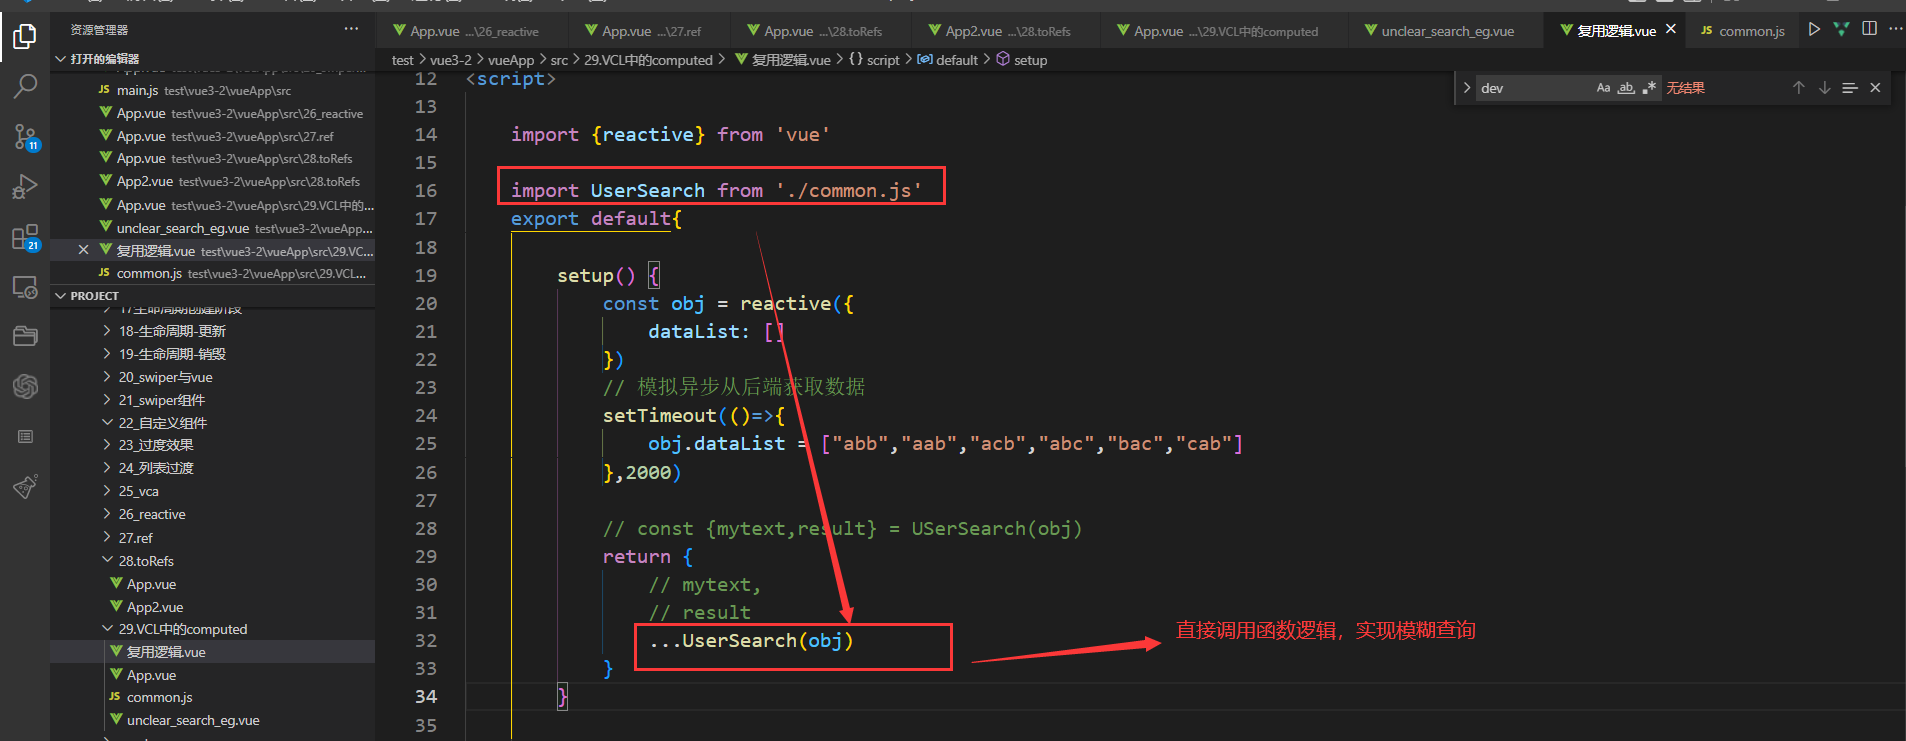 资源管理器
打开的编辑器
main.js test\vue3-2\vueApp\src
App.vue test\vue3-2\vueApp\src\26_reactive
App.vue test\vue3-2\vueApp\src\27.ref
App.vue test\vue3-2\vueApp\src\28.toRefs
App2.vue test\vue3-2\vueApp\src\28.toRefs
App.vue test\vue3-2\vueApp\src\29.VCL中的...
unclear_search_eg.vue test\vue3-2\vueApp...
复用逻辑.vue test\vue3-2\vueApp\src\29.VC...
JS common.js test\vue3-2\vueApp\src\29.VCL...
PROJECT
17生命周期创建阶段
18-生命周期-更新
19-生命周期-销毁
20_swiper与vue
21_swiper组件
22_自定义组件
23_过度效果
24_列表过渡
25_vca
26_reactive
27.ref
28.toRefs
App.vue
App2.vue
29.VCL中的computed
复用逻辑.vue
App.vue
JS common.js
unclear_search_eg.vue
11
21
App.vue ...\26_reactive
App.vue ...\27.ref
App.vue ...\28.toRefs
App2.vue ...\28.toRefs
App.vue ...\29.VCL中的computed
unclear_search_eg.vue
复用逻辑.vue
JS common.js
test > vue3-2 > vueApp > src > 29.VCL中的computed > 复用逻辑.vue > {} script > default > setup
dev Aa ab .* 无结果
12 <script>
13
14 import {reactive} from 'vue'
15
16 import UserSearch from './common.js'
17 export default{
18
19 setup() {
20 const obj = reactive({
21 dataList: []
22 })
23 // 模拟异步从后端获取数据
24 setTimeout(()=>{
25 obj.dataList = ["abb","aab","acb","abc","bac","cab"]
26 },2000)
27
28 // const {mytext,result} = USerSearch(obj)
29 return {
30 // mytext,
31 // result
32 ...UserSearch(obj)
33 }
34 }
35
直接调用函数逻辑，实现模糊查询